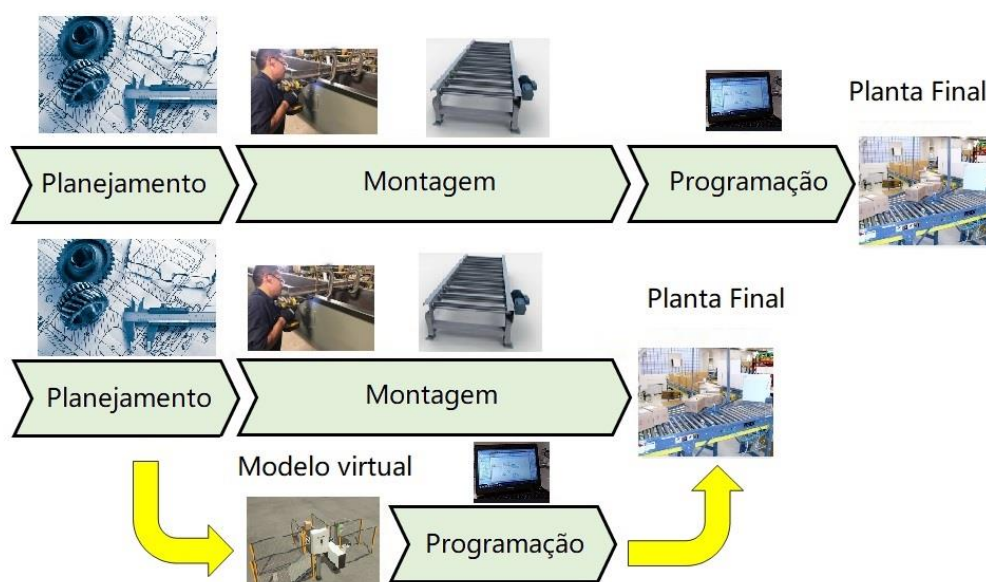 Planta Final
Planejamento
Montagem
Programação
Planta Final
Planejamento
Montagem
Modelo virtual
Programação